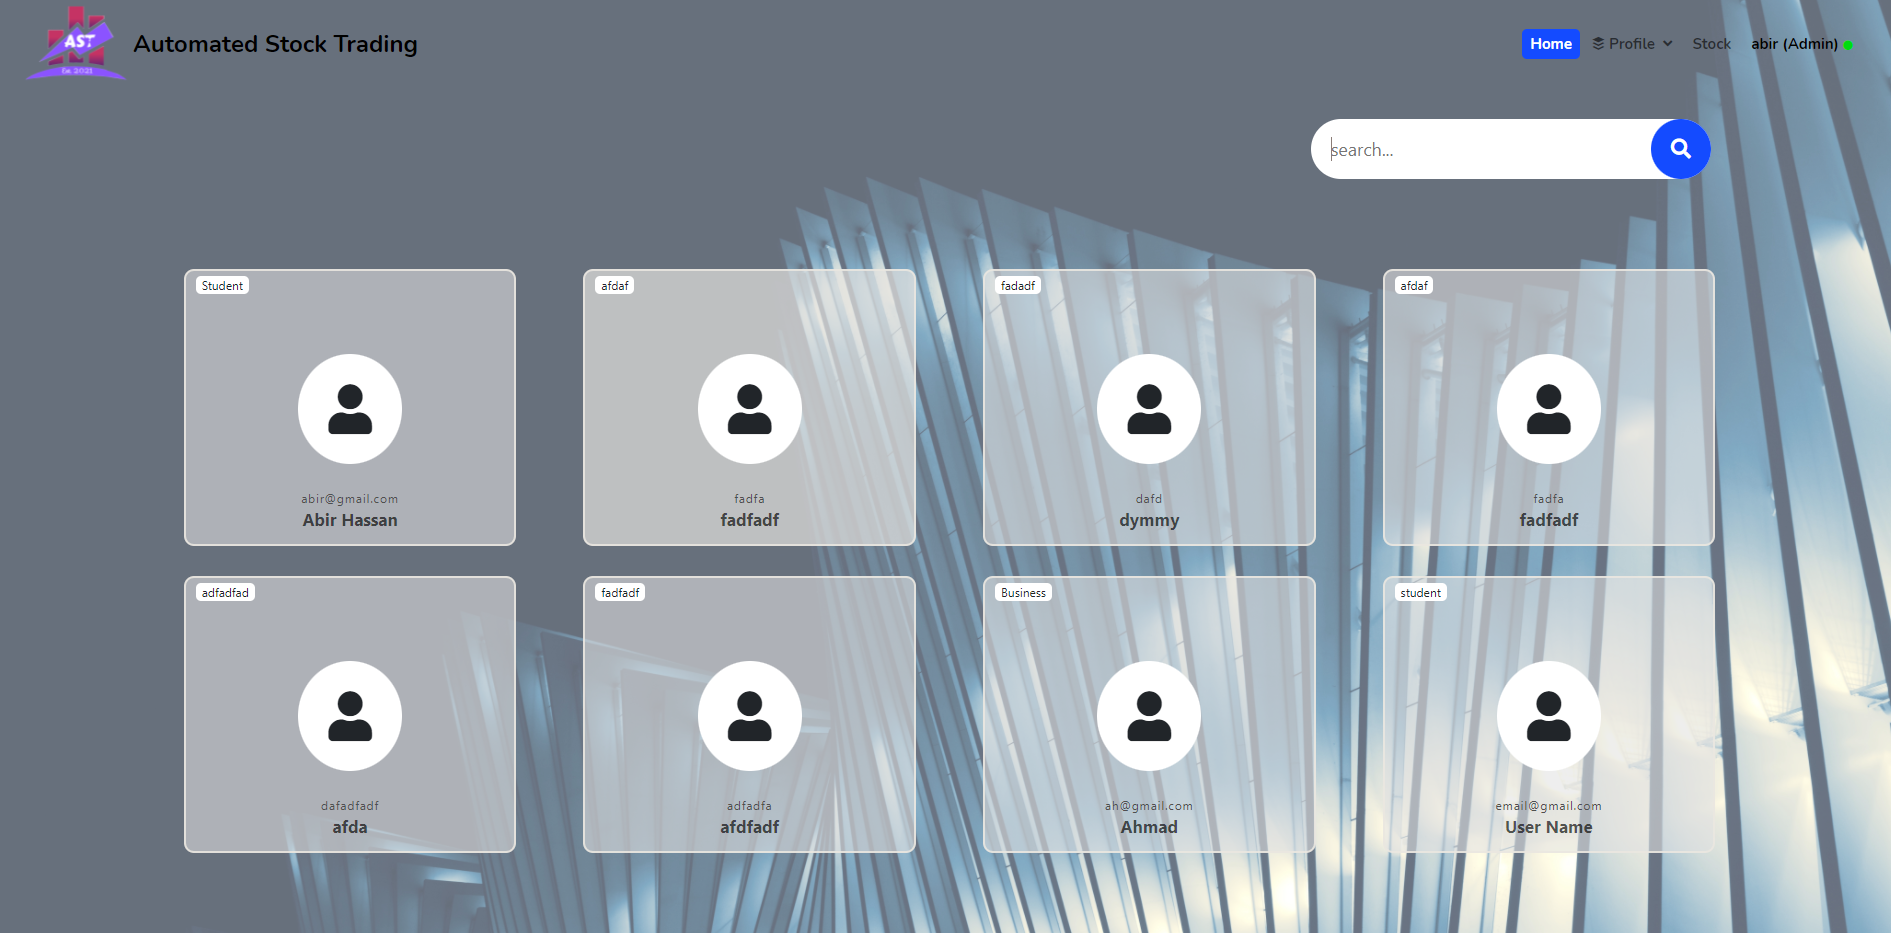 AST
Est 2021
Automated Stock Trading
Home
Profile
Stock
abir (Admin)
search...
Student
abir@gmail.com
Abir Hassan
afdaf
fadfa
fadfadf
fadadf
dafd
dymmy
afdaf
fadfa
fadfadf
adfadfad
dafadfadf
afda
fadfadf
adfadfa
afdfadf
Business
ah@gmail.com
Ahmad
student
email@gmail.com
User Name